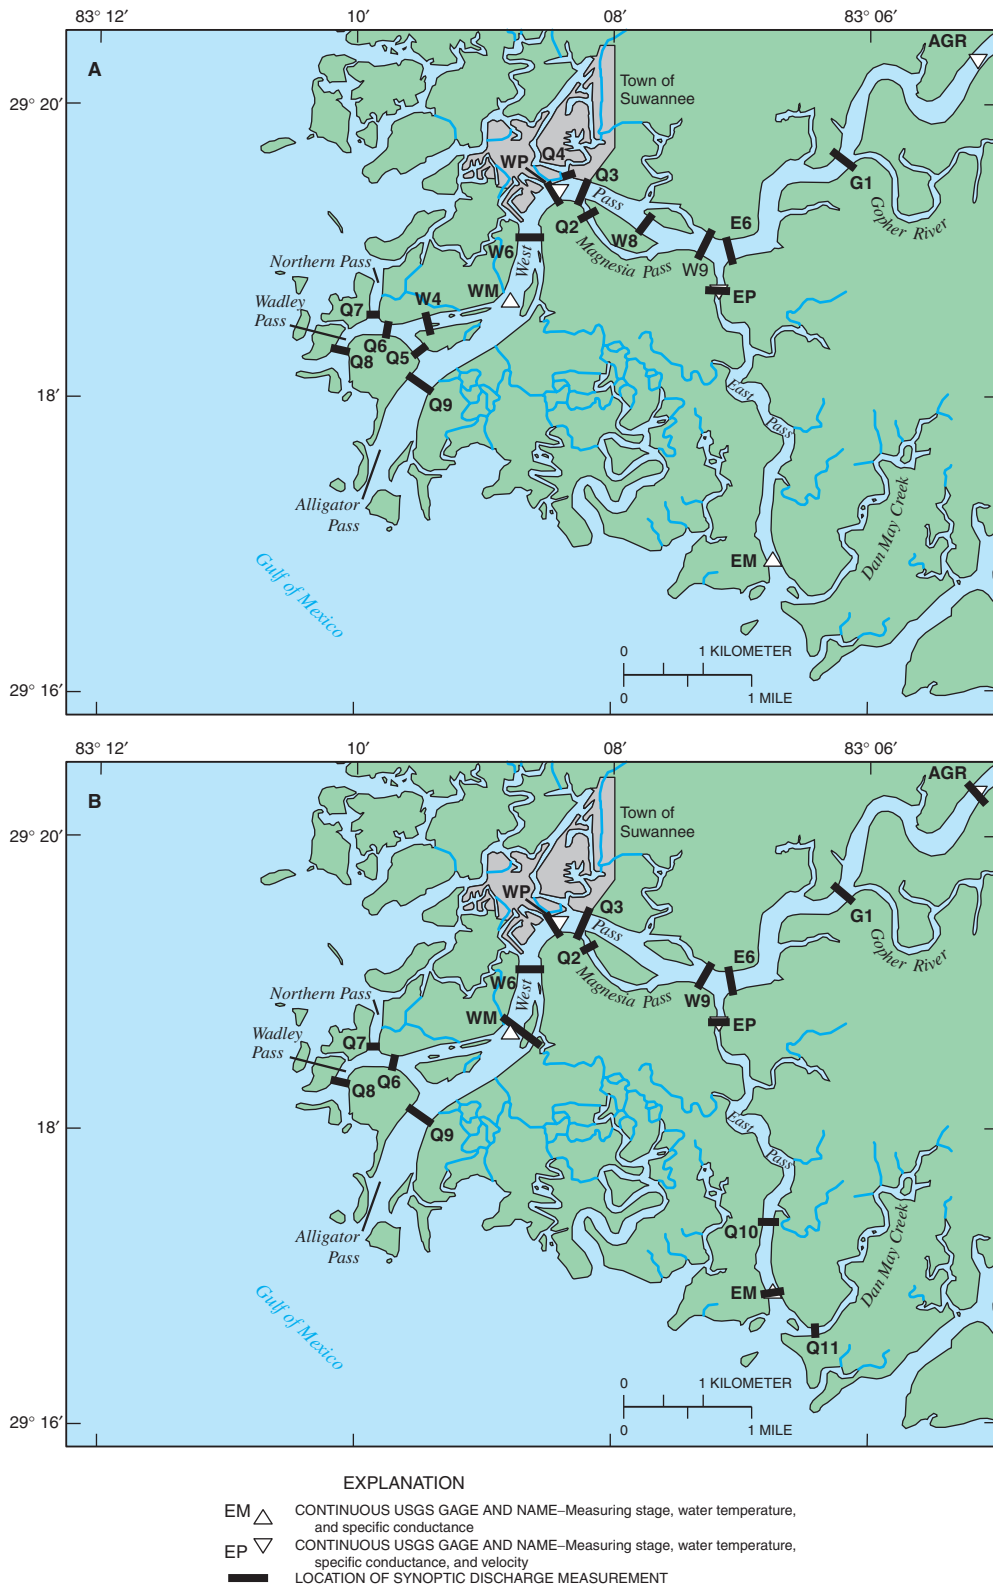 83° 12′
10′
08′
83° 06′
A
AGR
29° 20′
Town of
Suwannee
Q4
WP
Q3
G1
Pass
Gopher River
Q2
W8
E6
W6
West
Magnesia Pass
W9
Northern Pass
WM
EP
Wadley
Pass
W4
Q7
Q6
Q5
Q8
East
Pass
18′
Q9
Alligator
Pass
Dan May Creek
Gulf of Mexico
EM
0 1 KILOMETER
0 1 MILE
29° 16′
83° 12′
10′
08′
83° 06′
B
AGR
29° 20′
Town of
Suwannee
WP
Q3
G1
Pass
Gopher River
Q2
E6
W6
West
Magnesia Pass
W9
Northern Pass
WM
EP
Wadley
Pass
Q7
Q6
Q8
East
Pass
18′
Q9
Alligator
Pass
Q10
Dan May Creek
Gulf of Mexico
EM
Q11
0 1 KILOMETER
0 1 MILE
29° 16′
EXPLANATION
EM CONTINUOUS USGS GAGE AND NAME–Measuring stage, water temperature,
and specific conductance
EP CONTINUOUS USGS GAGE AND NAME–Measuring stage, water temperature,
specific conductance, and velocity
LOCATION OF SYNOPTIC DISCHARGE MEASUREMENT